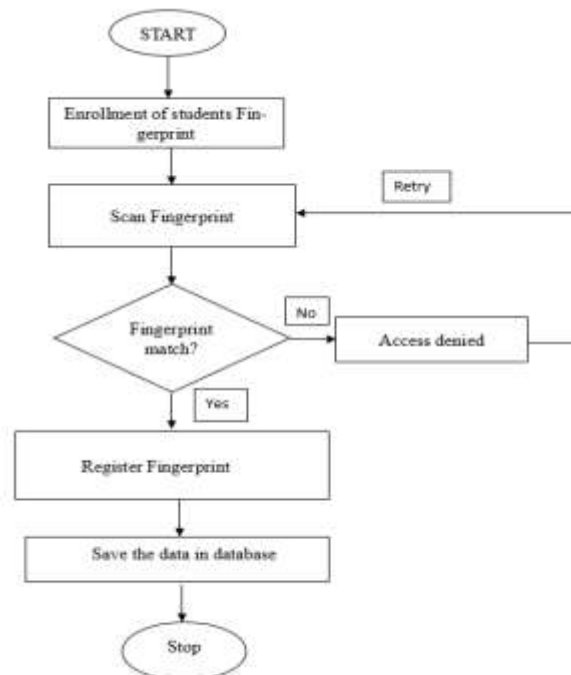 START
Enrollment of students Fin-
gerprint
Retry
Scan Fingerprint
Fingerprint
match?
No
Access denied
Yes
Register Fingerprint
Save the data in database
Stop